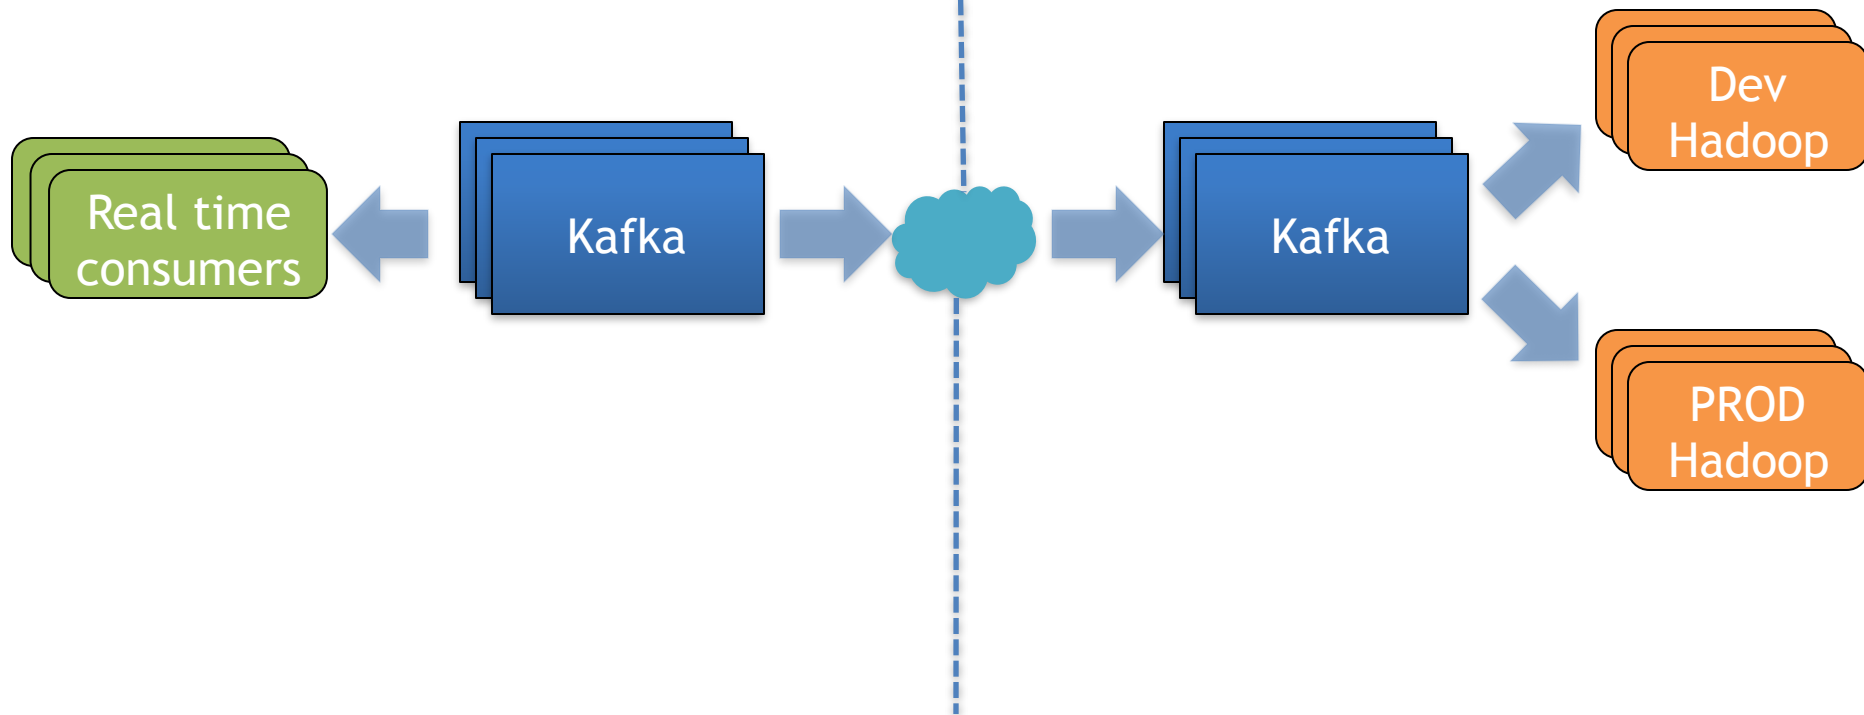 Real time
consumers
Kafka
Kafka
Dev
Hadoop
PROD
Hadoop